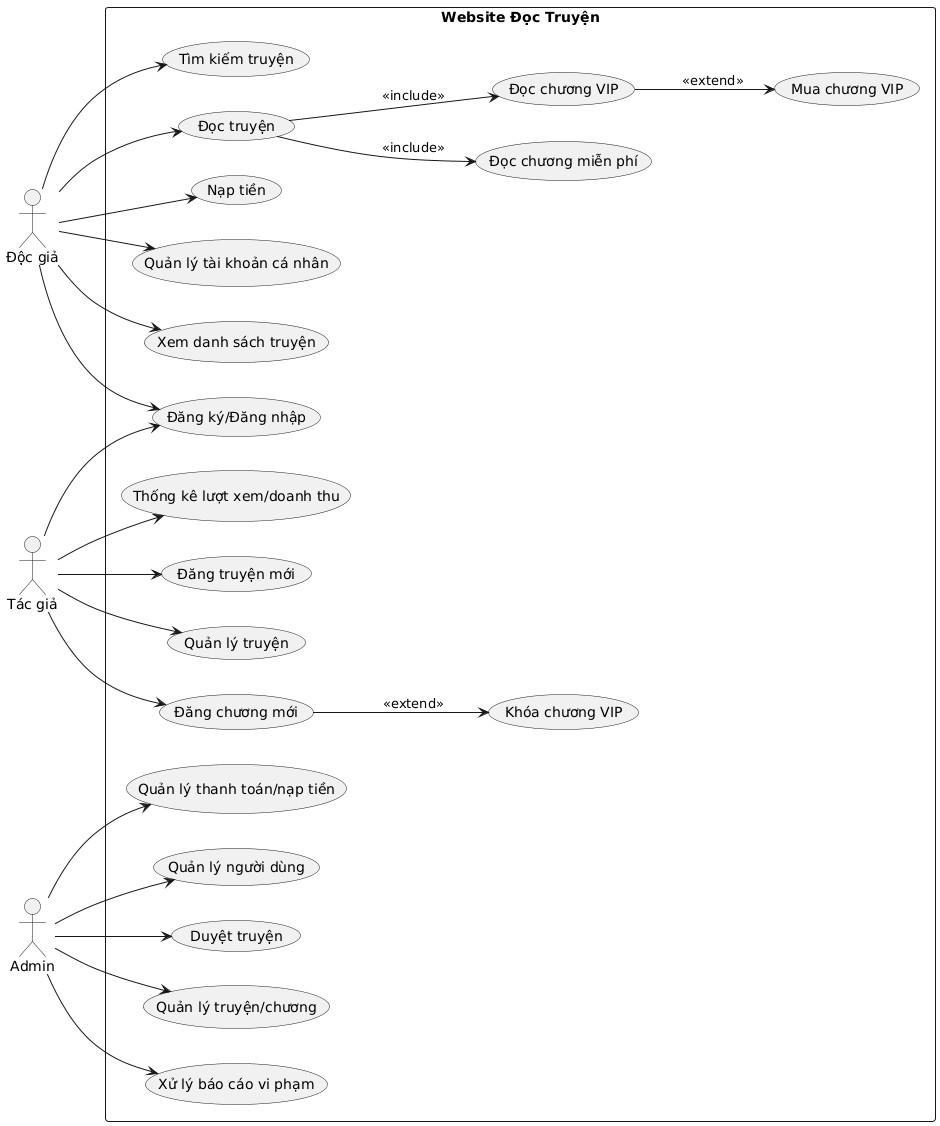 Website Đọc Truyện
Tìm kiếm truyện
Đọc truyện
«include»
Đọc chương VIP
«extend»
Mua chương VIP
«include»
Đọc chương miễn phí
Nạp tiền
Độc giả
Quản lý tài khoản cá nhân
Xem danh sách truyện
Đăng ký/Đăng nhập
Thống kê lượt xem/doanh thu
Đăng truyện mới
Tác giả
Quản lý truyện
Đăng chương mới
«extend»
Khóa chương VIP
Quản lý thanh toán/nạp tiền
Quản lý người dùng
Duyệt truyện
Admin
Quản lý truyện/chương
Xử lý báo cáo vi phạm